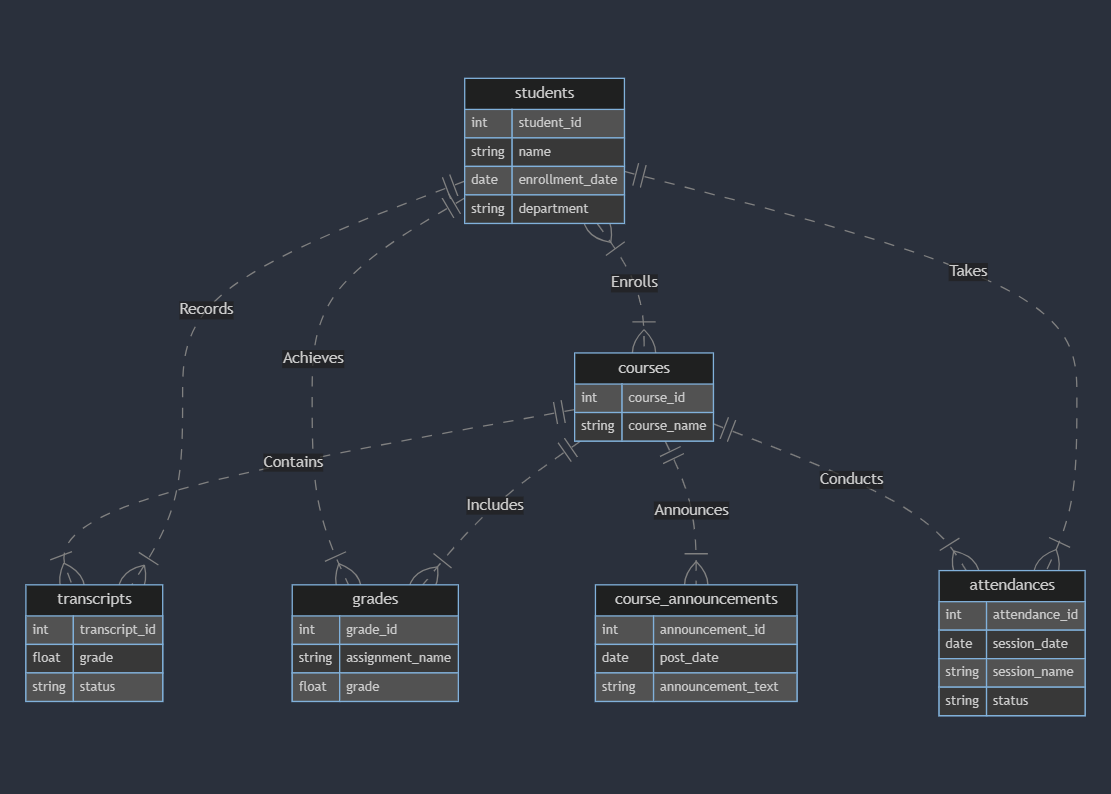 students
int student_id
string name
date enrollment_date
string department
Takes
Enrolls
Records
Achieves
courses
int course_id
string course_name
Contains
Conducts
Includes
Announces
transcripts
int transcript_id
float grade
string status
grades
int grade_id
string assignment_name
float grade
course_announcements
int announcement_id
date post_date
string announcement_text
attendances
int attendance_id
date session_date
string session_name
string status